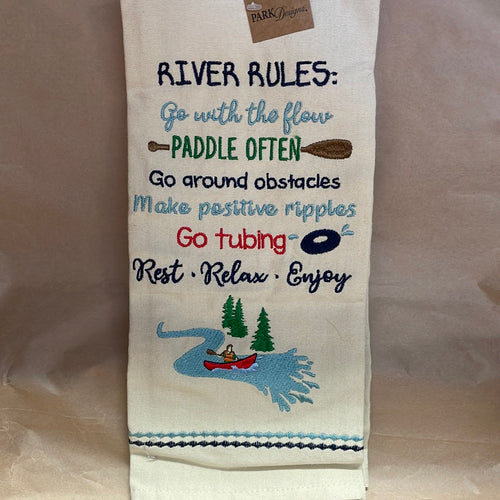 PARK Designs
RIVER RULES:
Go with the flow
PADDLE OFTEN
Go around obstacles
Make positive ripples
Go tubing
Rest · Relax · Enjoy